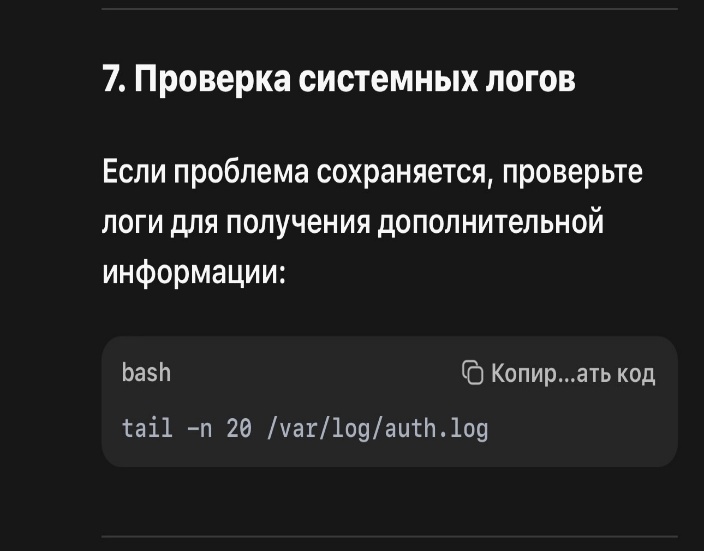 7. Проверка системных логов
Если проблема сохраняется, проверьте
логи для получения дополнительной
информации:
bash
Копир...ать код
tail -n 20 /var/log/auth.log